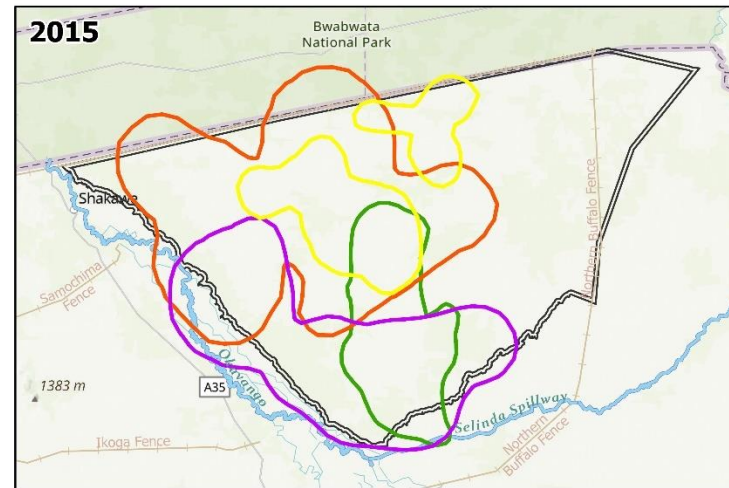 2015
Bwabwata
National Park
Shakawe
Samochima
Fence
Northern Buffalo Fence
1383 m
A35
Okavango
Selinda Spillway
Ikoga Fence
Northern
Buffalo Fence